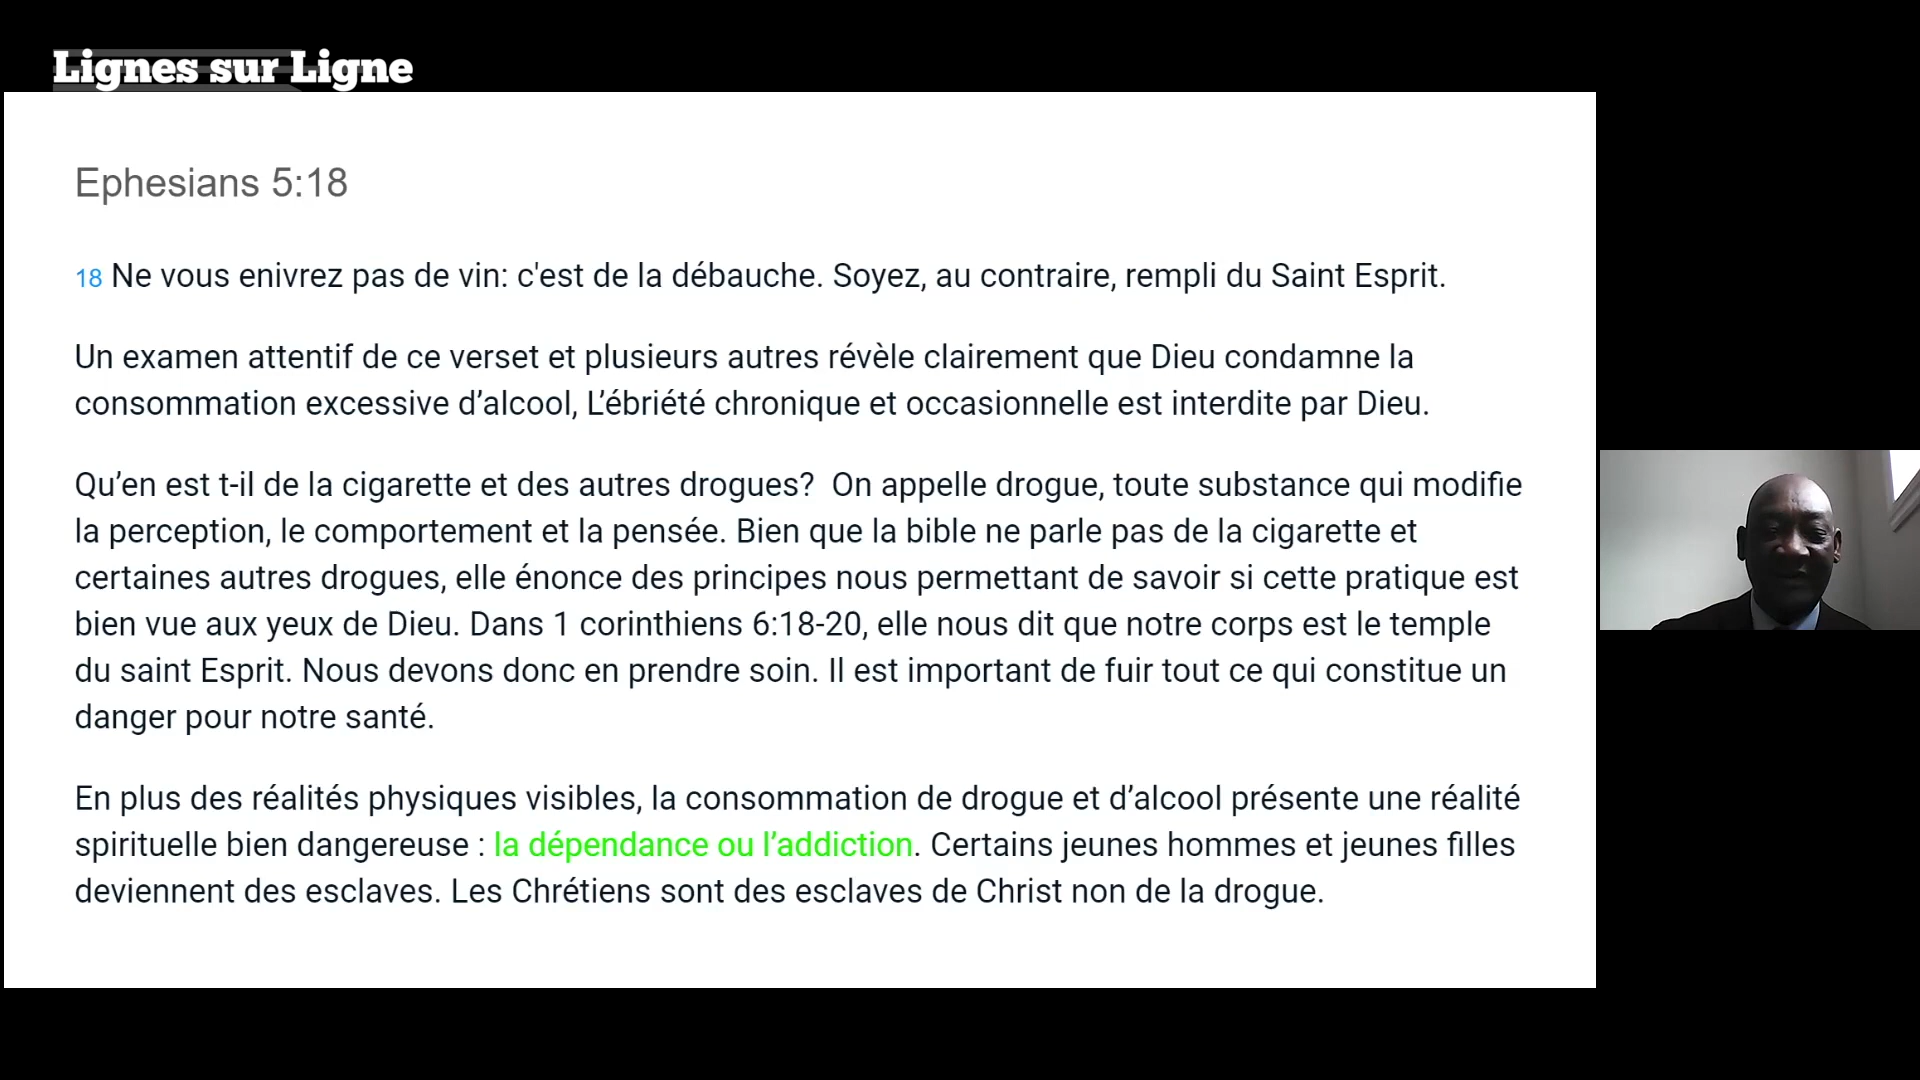 Lignes sur Ligne
Ephesians 5:18
18 Ne vous enivrez pas de vin: c'est de la débauche. Soyez, au contraire, rempli du Saint Esprit.
Un examen attentif de ce verset et plusieurs autres révèle clairement que Dieu condamne la
consommation excessive d’alcool, L’ébriété chronique et occasionnelle est interdite par Dieu.
Qu’en est t-il de la cigarette et des autres drogues?  On appelle drogue, toute substance qui modifie
la perception, le comportement et la pensée. Bien que la bible ne parle pas de la cigarette et
certaines autres drogues, elle énonce des principes nous permettant de savoir si cette pratique est
bien vue aux yeux de Dieu. Dans 1 corinthiens 6:18-20, elle nous dit que notre corps est le temple
du saint Esprit. Nous devons donc en prendre soin. Il est important de fuir tout ce qui constitue un
danger pour notre santé.
En plus des réalités physiques visibles, la consommation de drogue et d’alcool présente une réalité
spirituelle bien dangereuse : la dépendance ou l’addiction. Certains jeunes hommes et jeunes filles
deviennent des esclaves. Les Chrétiens sont des esclaves de Christ non de la drogue.